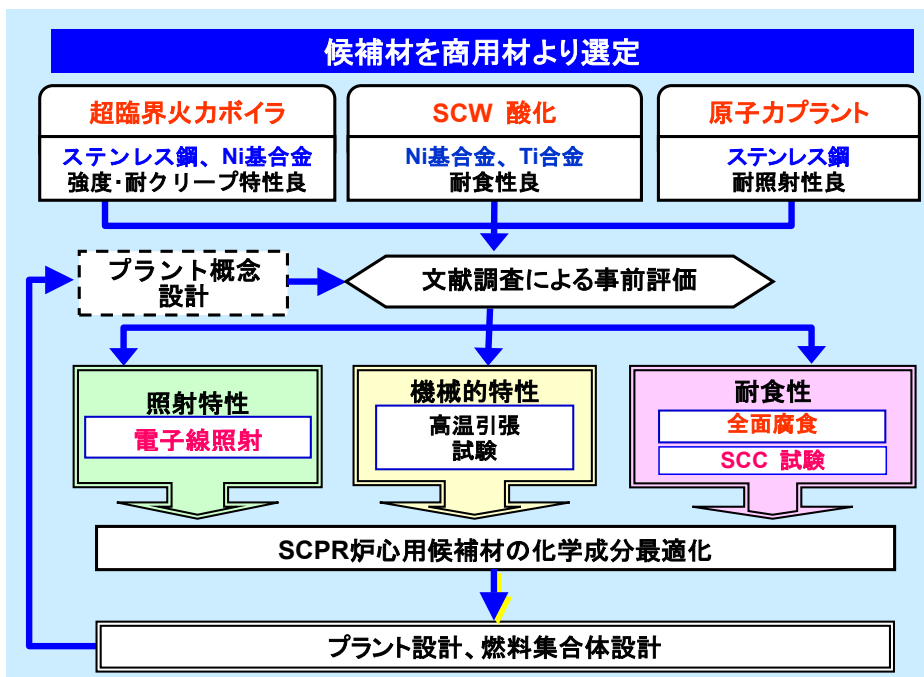 候補材を商用材より選定
超臨界火力ボイラ
ステンレス鋼、Ni基合金
強度･耐クリープ特性良
SCW 酸化
Ni基合金、Ti合金
耐食性良
原子力プラント
ステンレス鋼
耐照射性良
プラント概念
設計
文献調査による事前評価
照射特性
電子線照射
機械的特性
高温引張
試験
耐食性
全面腐食
SCC 試験
SCPR炉心用候補材の化学成分最適化
プラント設計、燃料集合体設計